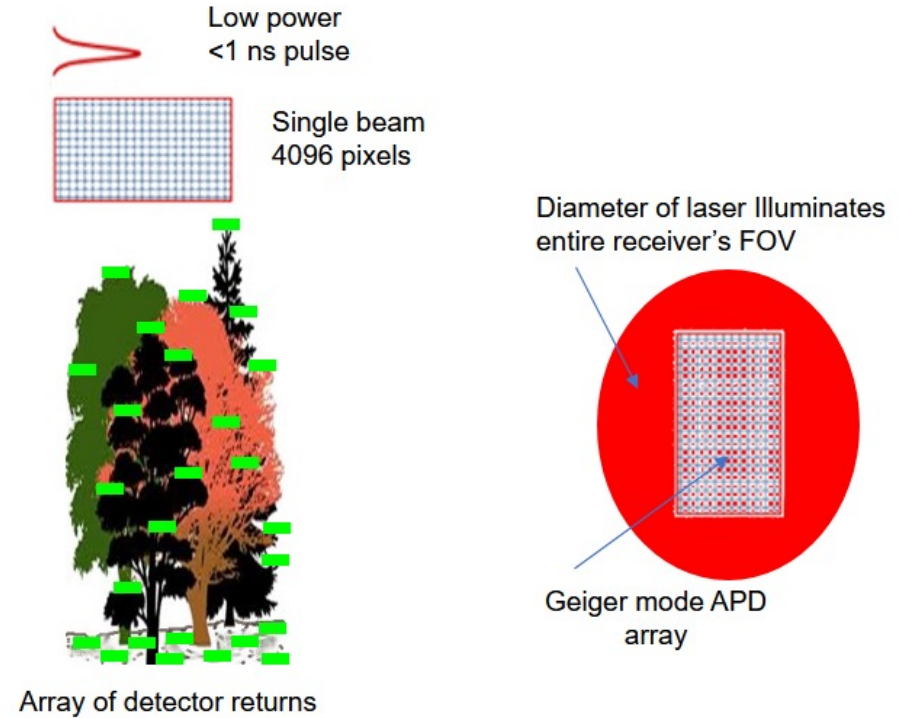 Low power
<1 ns pulse
Single beam
4096 pixels
Diameter of laser Illuminates
entire receiver's FOV
Geiger mode APD
array
Array of detector returns